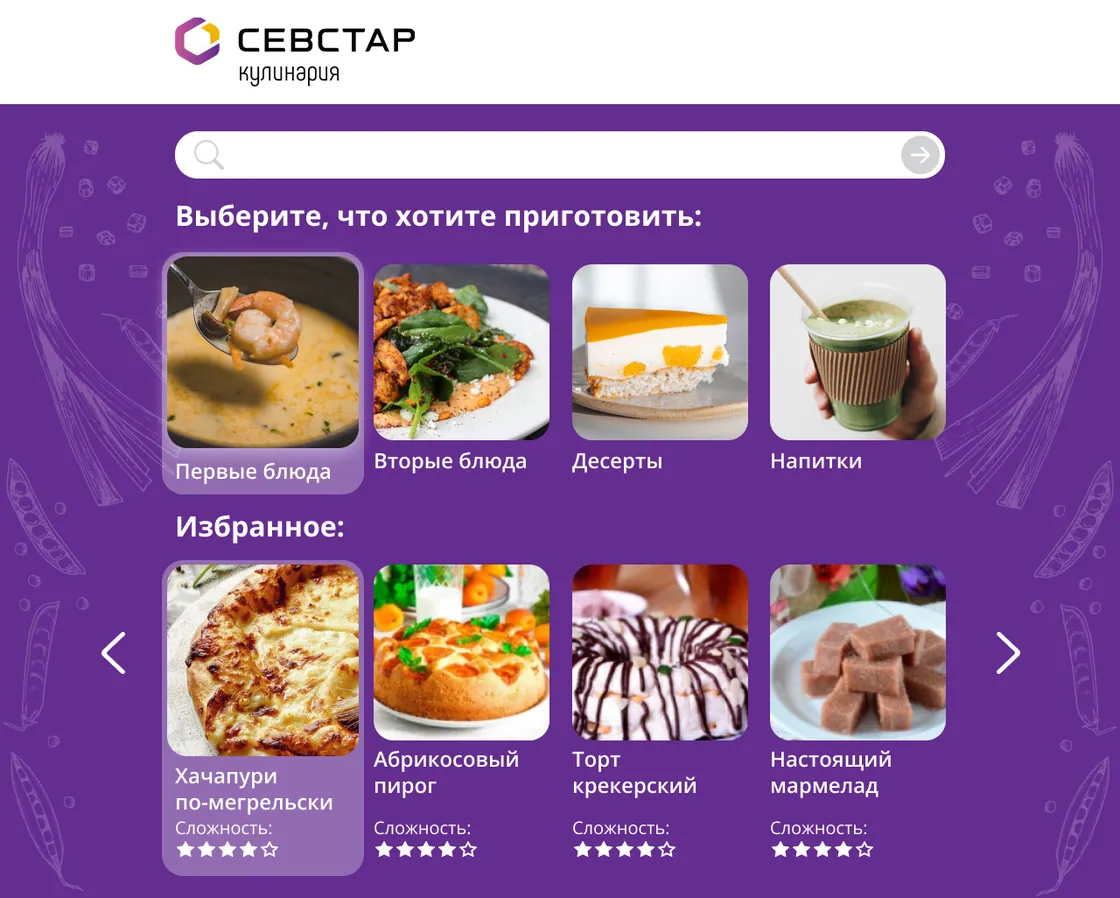 СЕВСТАР
кулинария
Выберите, что хотите приготовить:
Первые блюда
Вторые блюда
Десерты
Напитки
Избранное:
Хачапури
по-мегрельски
Сложность:
Абрикосовый
пирог
Сложность:
Торт
крекерский
Сложность:
Настоящий
мармелад
Сложность: